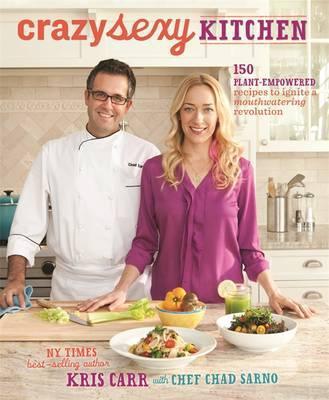 crazy sexy KITCHEN
150
PLANT-EMPOWERED
recipes to ignite a
mouthwatering
revolution
NY TIMES
best-selling author
KRIS CARR with CHEF CHAD SARNO